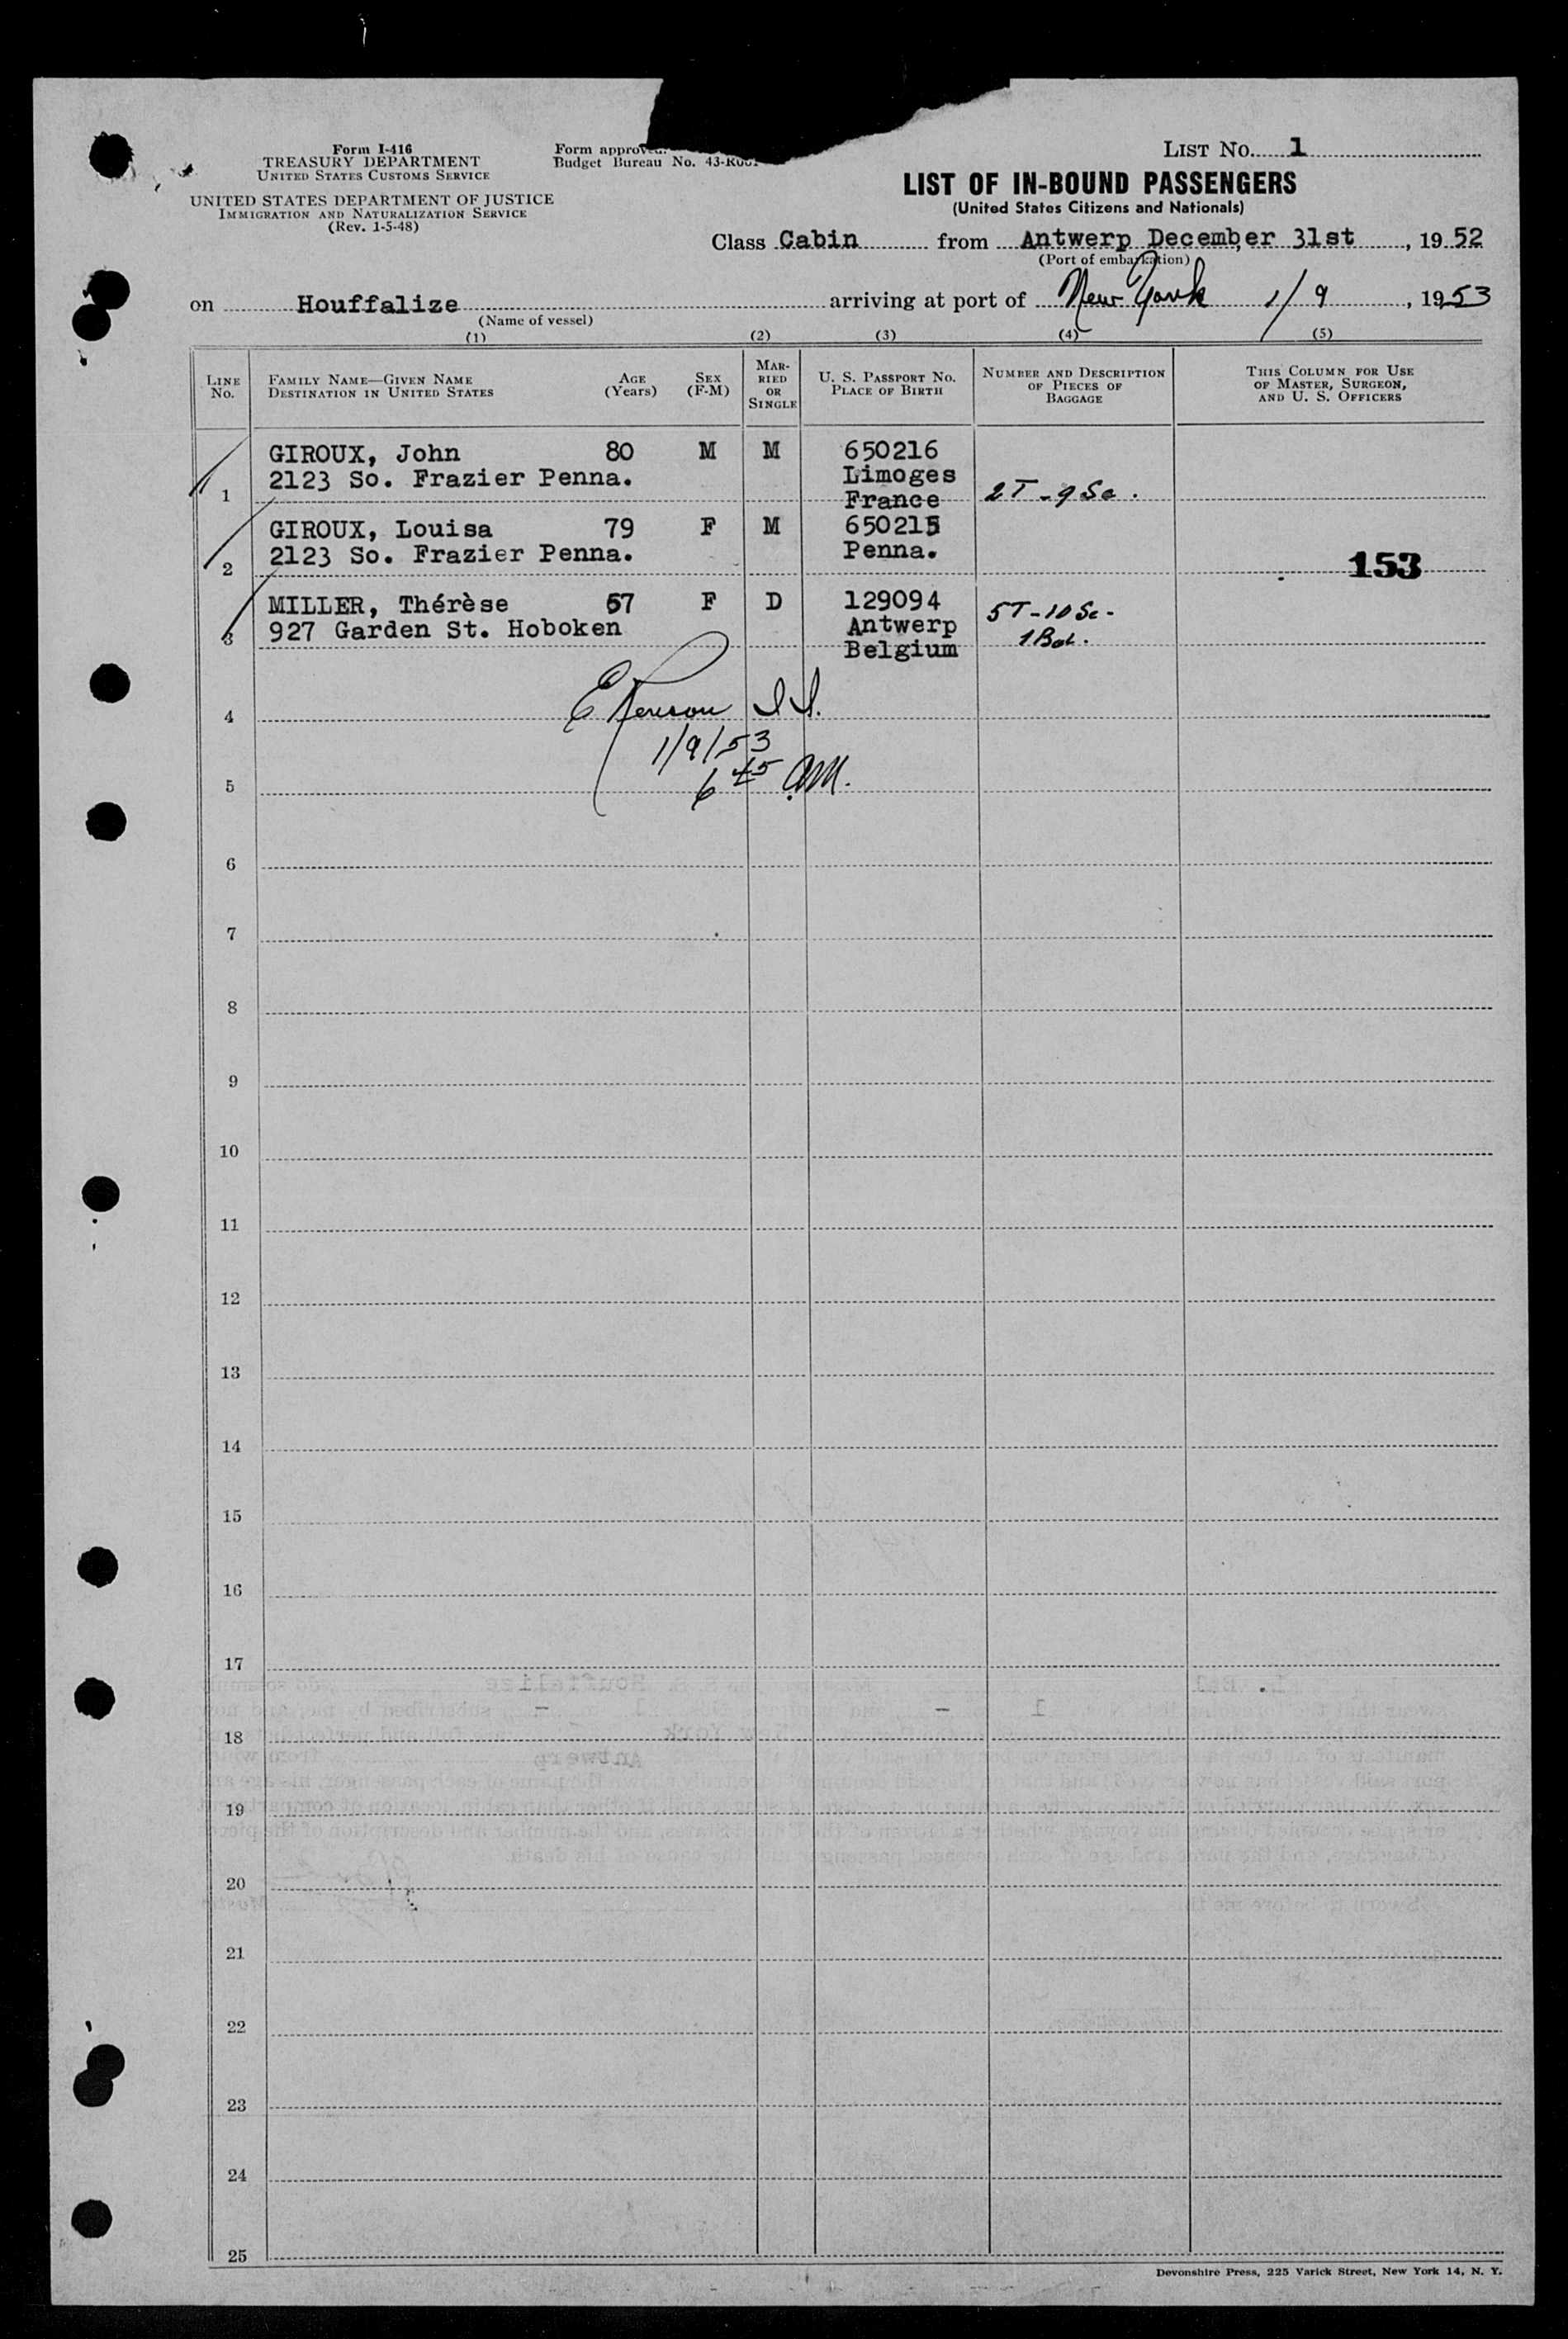 Form I-416
TREASURY DEPARTMENT
UNITED STATES CUSTOMS SERVICE
UNITED STATES DEPARTMENT OF JUSTICE
IMMIGRATION AND NATURALIZATION SERVICE
(Rev. 1-5-48)
Form approved.
Budget Bureau No.
LIST No. 1
LIST OF IN-BOUND PASSENGERS
(United States Citizens and Nationals)
Class Cabin from Antwerp December 31st, 1952
(Port of embarkation)
on Houffalize arriving at port of New York 1/9, 1953
(Name of vessel)
(1) (2) (3) (4) (5)
LINE No.
FAMILY NAME—GIVEN NAME
DESTINATION IN UNITED STATES
AGE (Years)
SEX (F-M)
MARRIED OR SINGLE
U. S. PASSPORT No.
PLACE OF BIRTH
NUMBER AND DESCRIPTION OF PIECES OF BAGGAGE
THIS COLUMN FOR USE OF MASTER, SURGEON, AND U. S. OFFICERS
GIROUX, John 80 M M 650216
2123 So. Frazier Penna. Limoges
1 France 2T-9Sc.
GIROUX, Louisa 79 F M 650215
2123 So. Frazier Penna. Penna.
2 153
MILLER, Thérèse 57 F D 129094 5T-10Sc-
927 Garden St. Hoboken Antwerp
3 Belgium
4
1/9/53
5 6 45 AM.
6
7
8
9
10
11
12
13
14
15
16
17
18
19
20
21
22
23
24
25
Devonshire Press, 225 Varick Street, New York 14, N. Y.